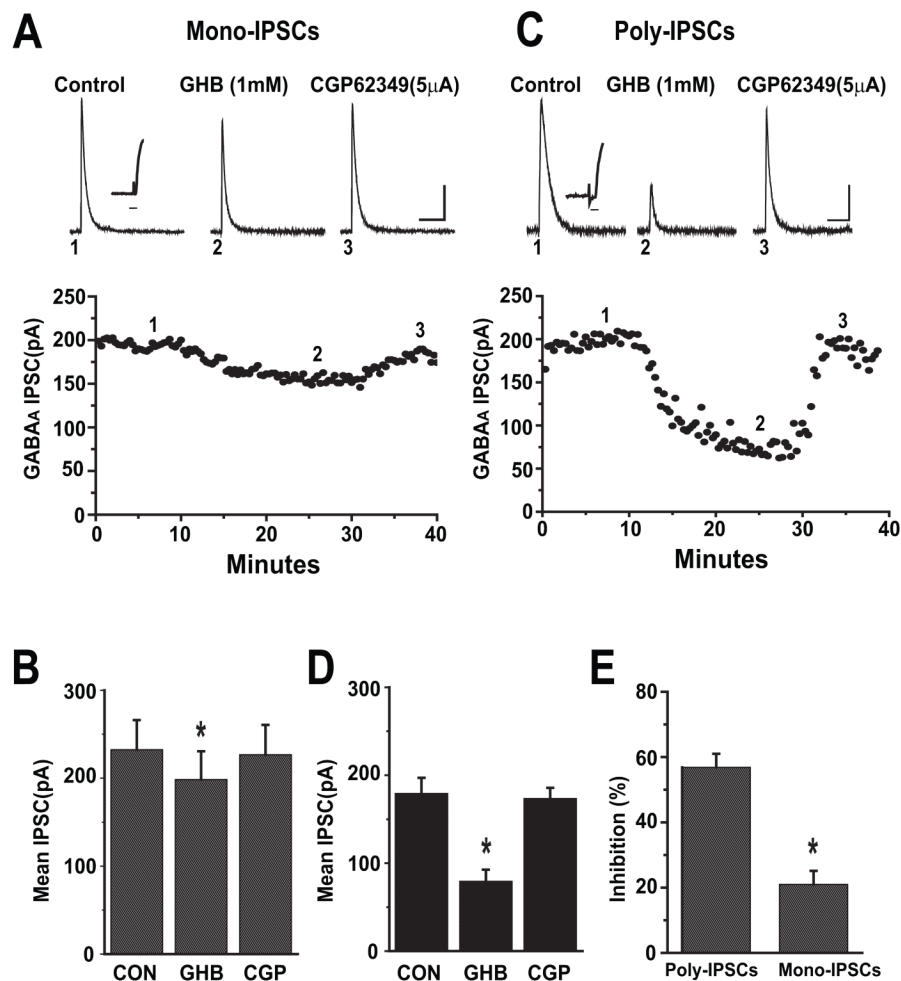 A
Mono-IPSCs
Control
GHB (1mM)
CGP62349(5μA)
1
2
3
250
200
150
100
50
0
GABAA IPSC(pA)
1
2
3
0
10
20
30
40
Minutes
C
Poly-IPSCs
Control
GHB (1mM)
CGP62349(5μA)
1
2
3
250
200
150
100
50
0
GABAA IPSC(pA)
1
2
3
0
10
20
30
40
Minutes
B
300
200
100
0
Mean IPSC(pA)
*
CON
GHB
CGP
D
300
200
100
0
Mean IPSC(pA)
*
CON
GHB
CGP
E
80
60
40
20
0
Inhibition (%)
*
Poly-IPSCs
Mono-IPSCs